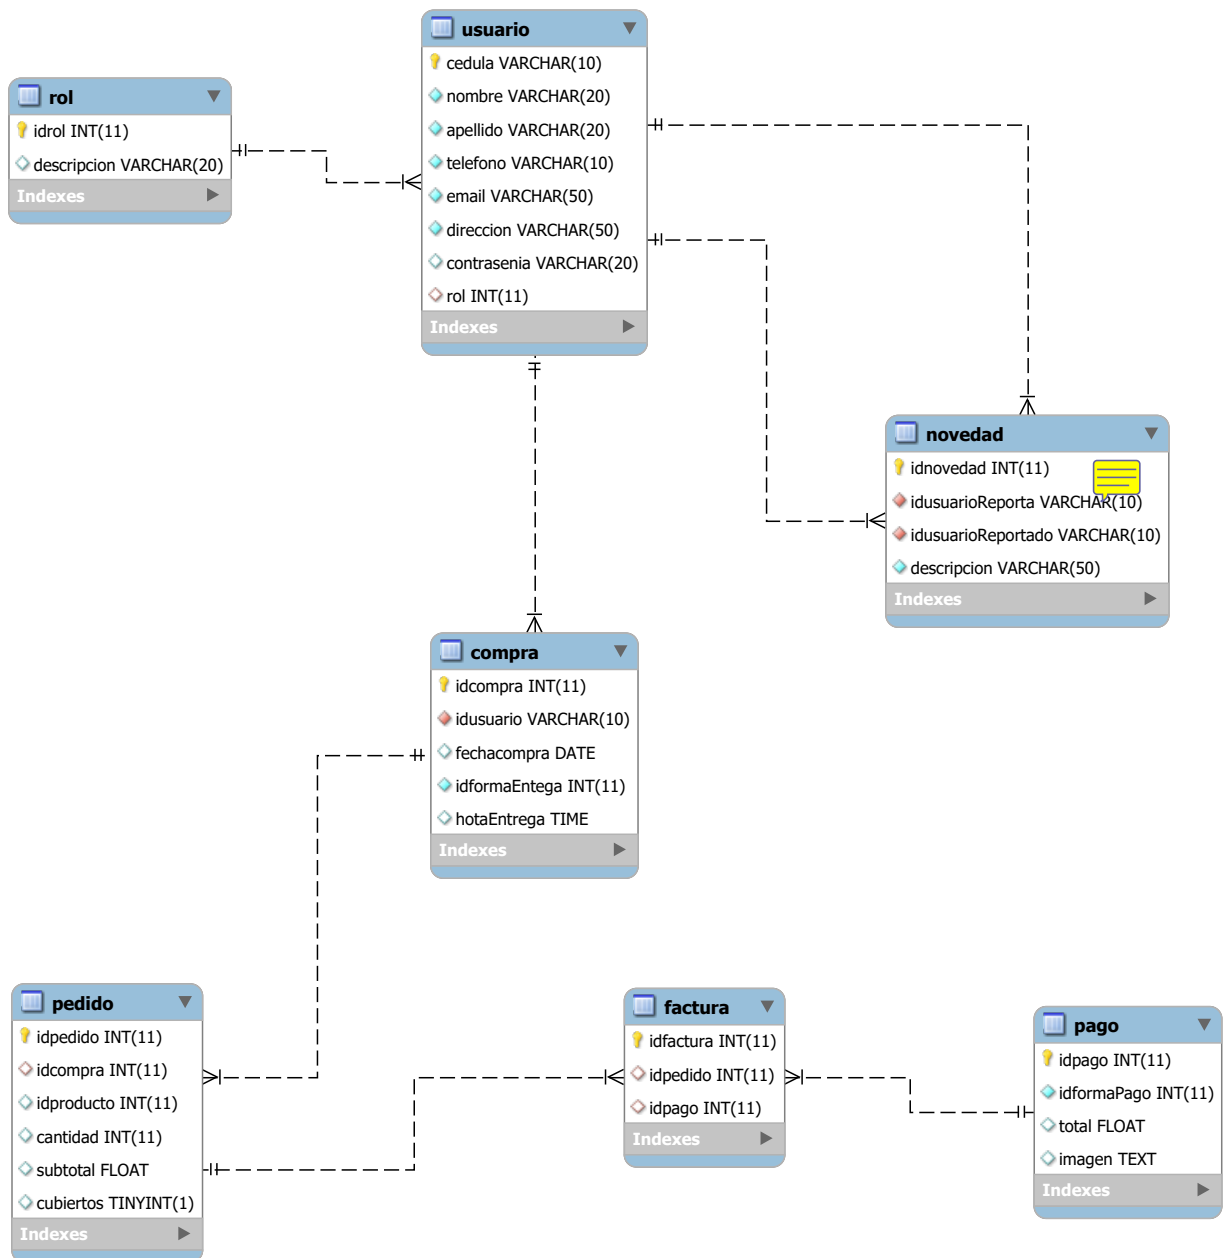 usuario
cedula VARCHAR(10)
nombre VARCHAR(20)
apellido VARCHAR(20)
telefono VARCHAR(10)
email VARCHAR(50)
direccion VARCHAR(50)
contrasenia VARCHAR(20)
rol INT(11)
Indexes
rol
idrol INT(11)
descripcion VARCHAR(20)
Indexes
novedad
idnovedad INT(11)
idusuarioReporta VARCHAR(10)
idusuarioReportado VARCHAR(10)
descripcion VARCHAR(50)
Indexes
compra
idcompra INT(11)
idusuario VARCHAR(10)
fechacompra DATE
idformaEntega INT(11)
hotaEntrega TIME
Indexes
pedido
idpedido INT(11)
idcompra INT(11)
idproducto INT(11)
cantidad INT(11)
subtotal FLOAT
cubiertos TINYINT(1)
Indexes
factura
idfactura INT(11)
idpedido INT(11)
idpago INT(11)
Indexes
pago
idpago INT(11)
idformaPago INT(11)
total FLOAT
imagen TEXT
Indexes